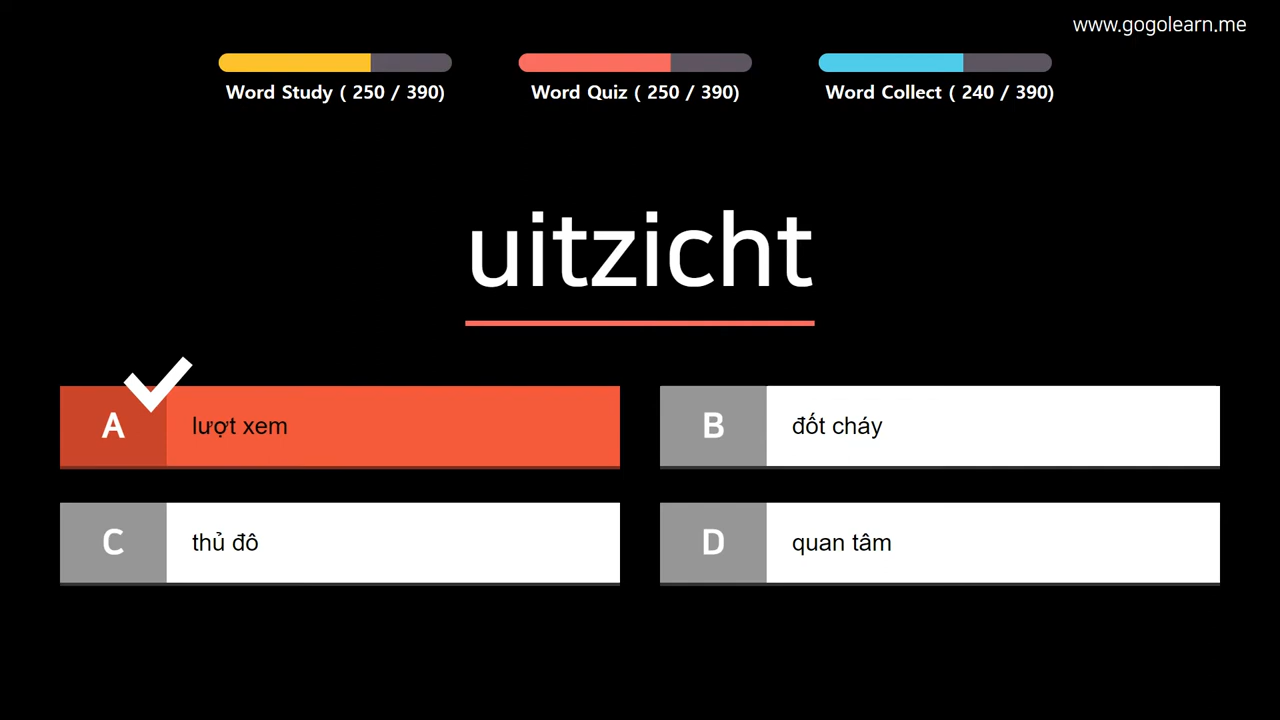 www.gogolearn.me
Word Study ( 250 / 390)
Word Quiz ( 250 / 390)
Word Collect ( 240 / 390)
uitzicht
A
lượt xem
B
đốt cháy
C
thủ đô
D
quan tâm